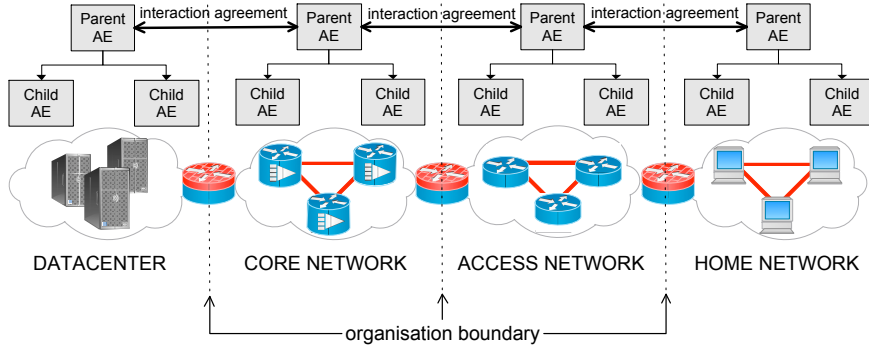 interaction agreement interaction agreement interaction agreement
Parent AE
Parent AE
Parent AE
Parent AE
Child AE
Child AE
Child AE
Child AE
Child AE
Child AE
Child AE
Child AE
DATACENTER
CORE NETWORK
ACCESS NETWORK
HOME NETWORK
organisation boundary